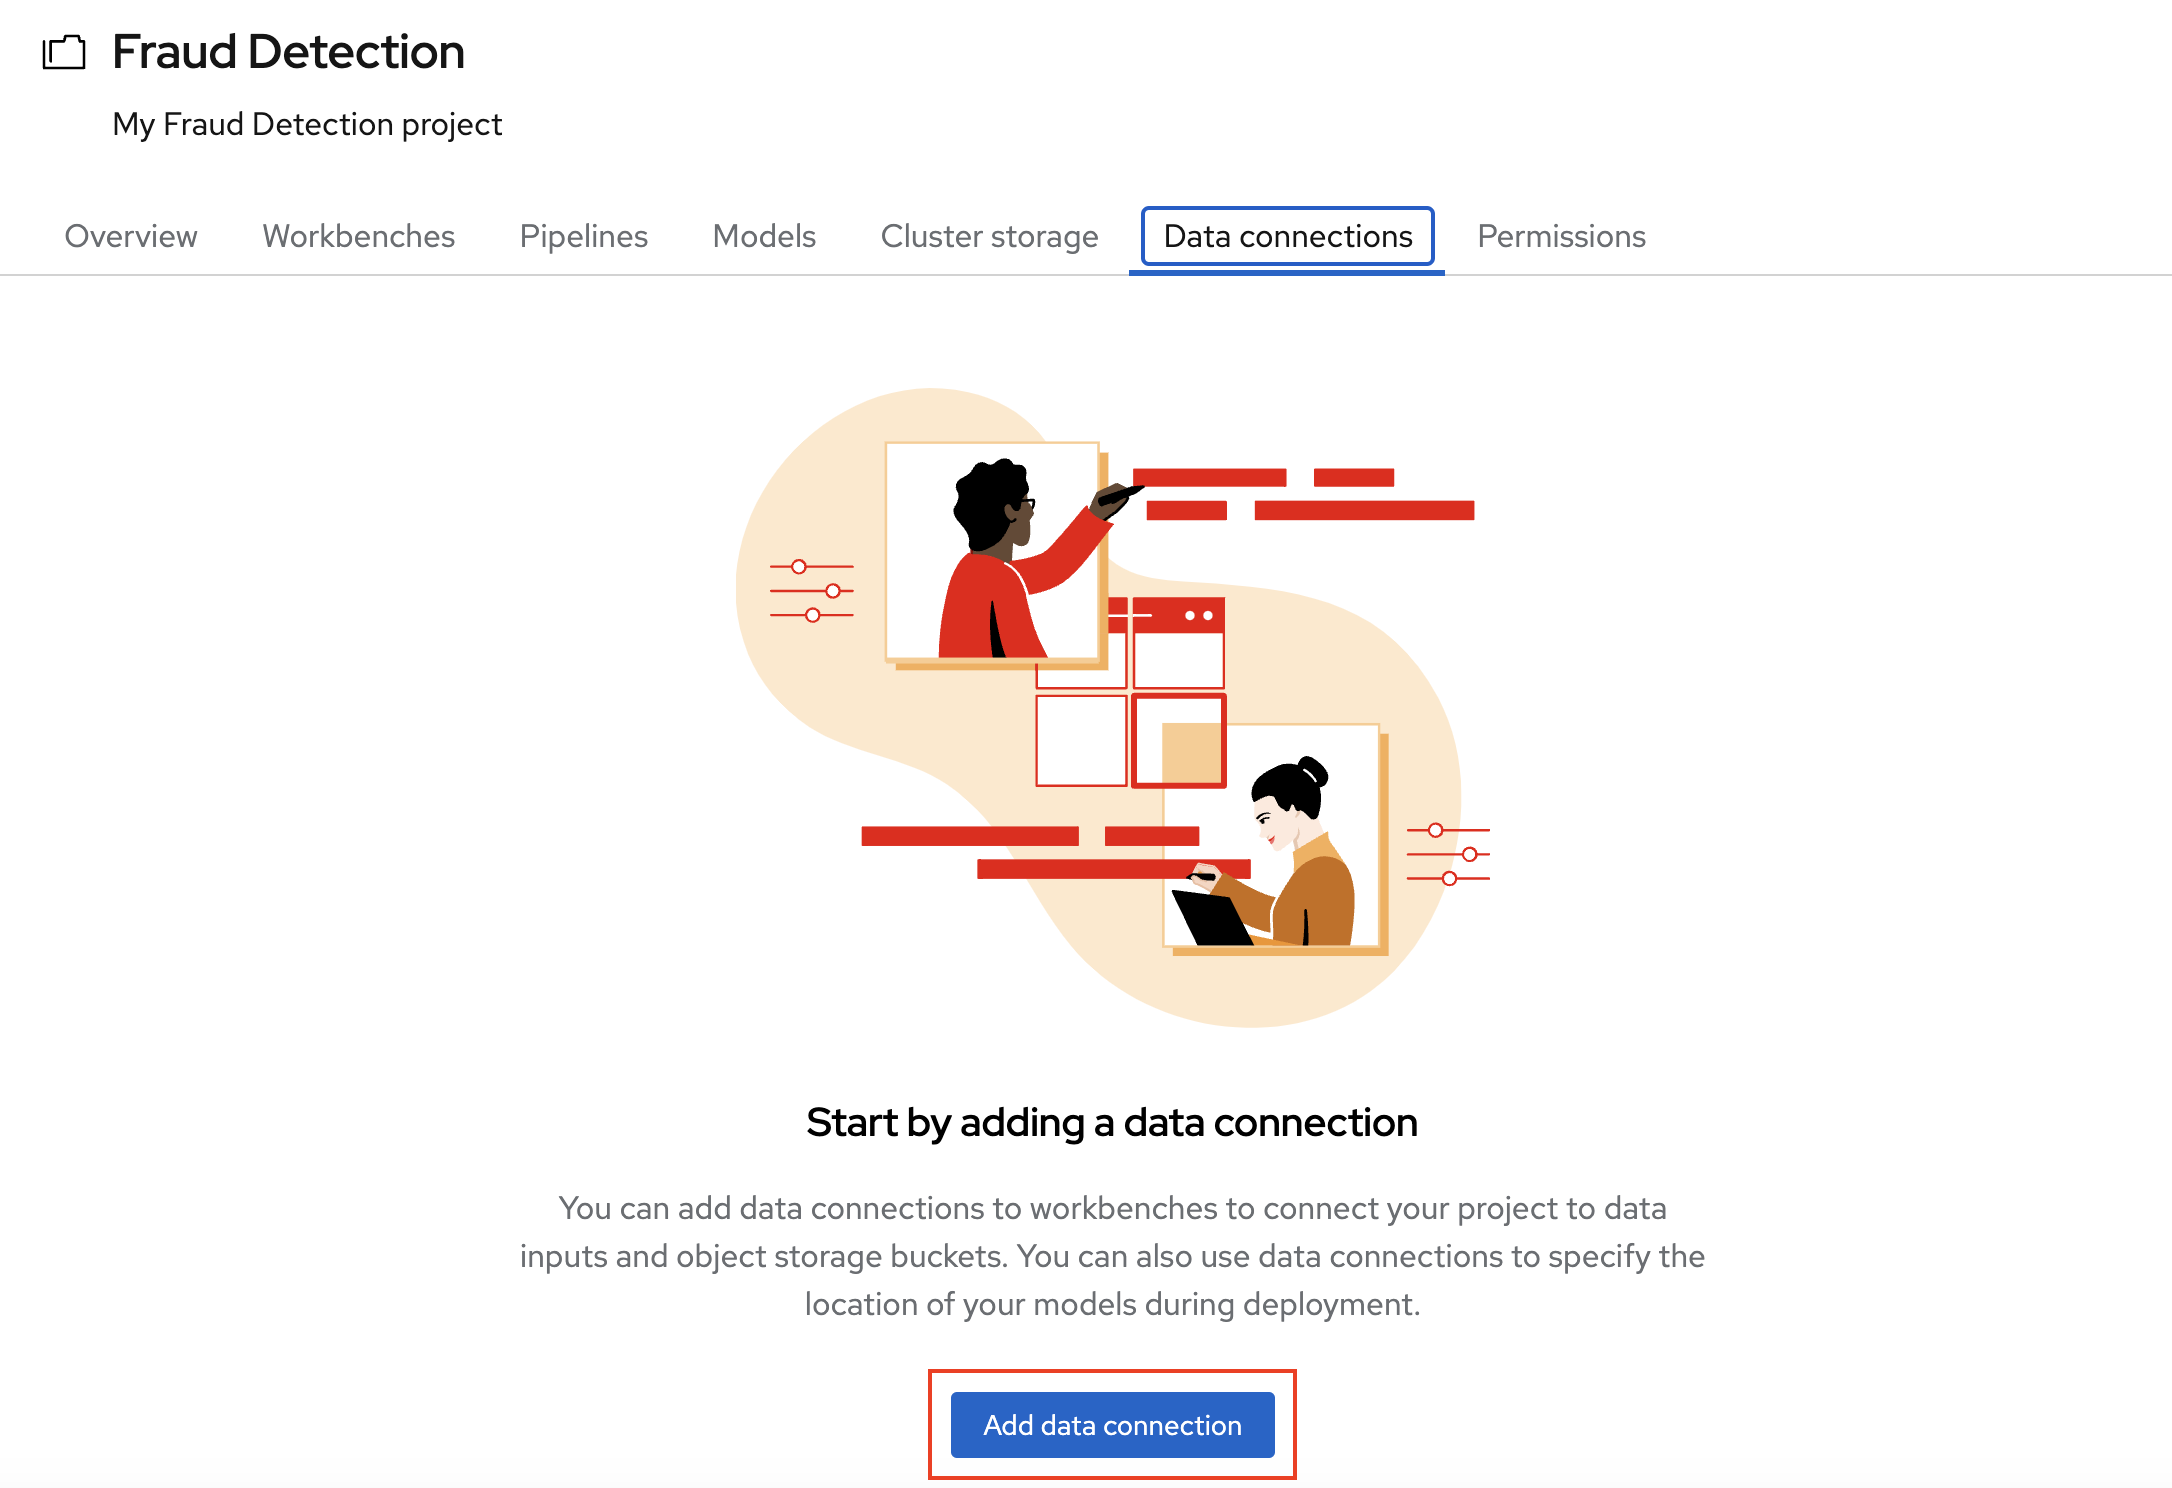 Fraud Detection
My Fraud Detection project
Overview Workbenches Pipelines Models Cluster storage Data connections Permissions
Start by adding a data connection
You can add data connections to workbenches to connect your project to data
inputs and object storage buckets. You can also use data connections to specify the
location of your models during deployment.
Add data connection